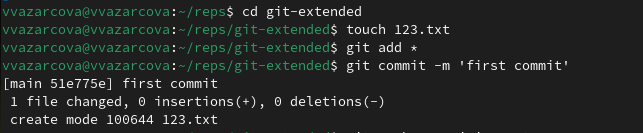 vvazarcova@vvazarcova:~/reps$ cd git-extended
vvazarcova@vvazarcova:~/reps/git-extended$ touch 123.txt
vvazarcova@vvazarcova:~/reps/git-extended$ git add *
vvazarcova@vvazarcova:~/reps/git-extended$ git commit -m 'first commit'
[main 51e775e] first commit
 1 file changed, 0 insertions(+), 0 deletions(-)
 create mode 100644 123.txt